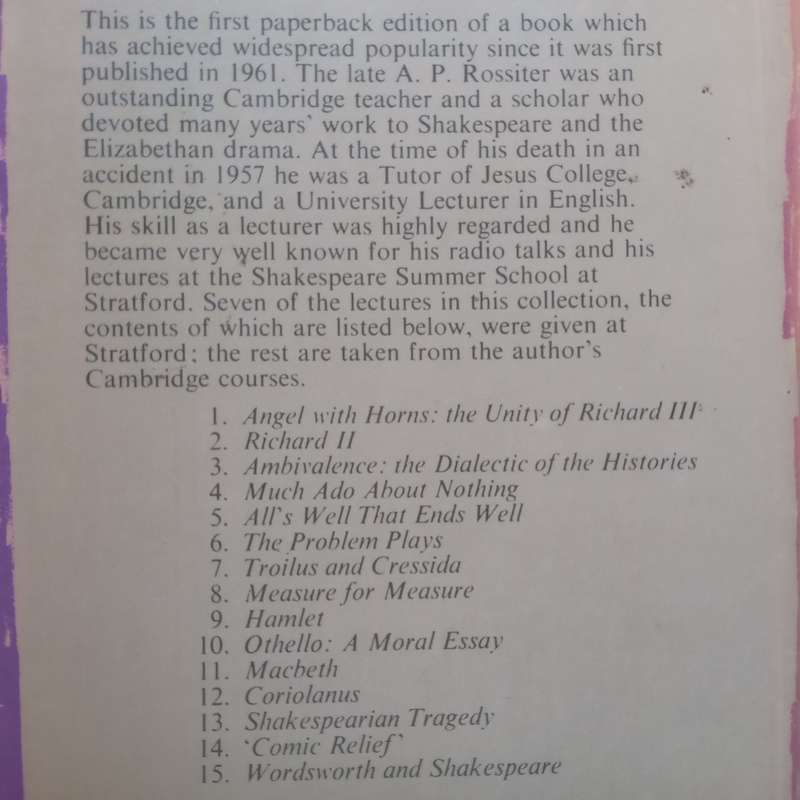 This is the first paperback edition of a book which
has achieved widespread popularity since it was first
published in 1961. The late A. P. Rossiter was an
outstanding Cambridge teacher and a scholar who
devoted many years' work to Shakespeare and the
Elizabethan drama. At the time of his death in an
accident in 1957 he was a Tutor of Jesus College,
Cambridge, and a University Lecturer in English.
His skill as a lecturer was highly regarded and he
became very well known for his radio talks and his
lectures at the Shakespeare Summer School at
Stratford. Seven of the lectures in this collection, the
contents of which are listed below, were given at
Stratford; the rest are taken from the author's
Cambridge courses.
1. Angel with Horns: the Unity of Richard III
2. Richard II
3. Ambivalence: the Dialectic of the Histories
4. Much Ado About Nothing
5. All's Well That Ends Well
6. The Problem Plays
7. Troilus and Cressida
8. Measure for Measure
9. Hamlet
10. Othello: A Moral Essay
11. Macbeth
12. Coriolanus
13. Shakespearian Tragedy
14. 'Comic Relief'
15. Wordsworth and Shakespeare